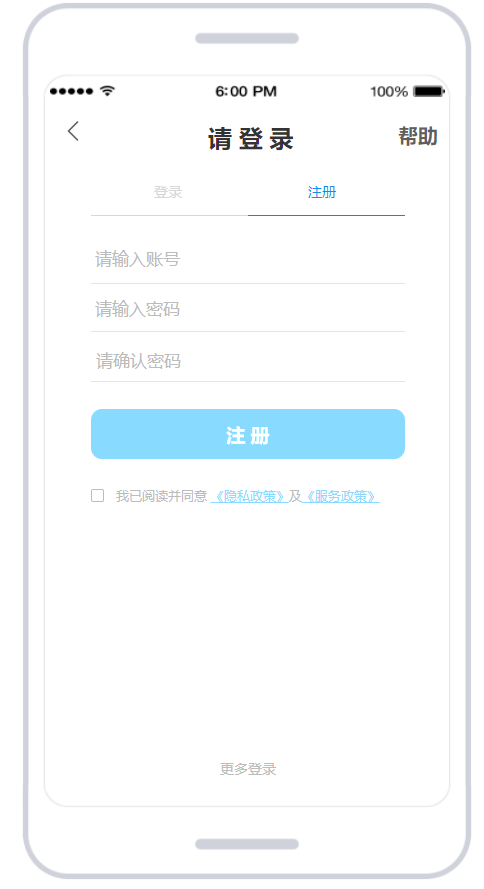 6:00 PM 100%
请登录 帮助
登录 注册
请输入账号
请输入密码
请确认密码
注册
我已阅读并同意《隐私政策》及《服务政策》
更多登录